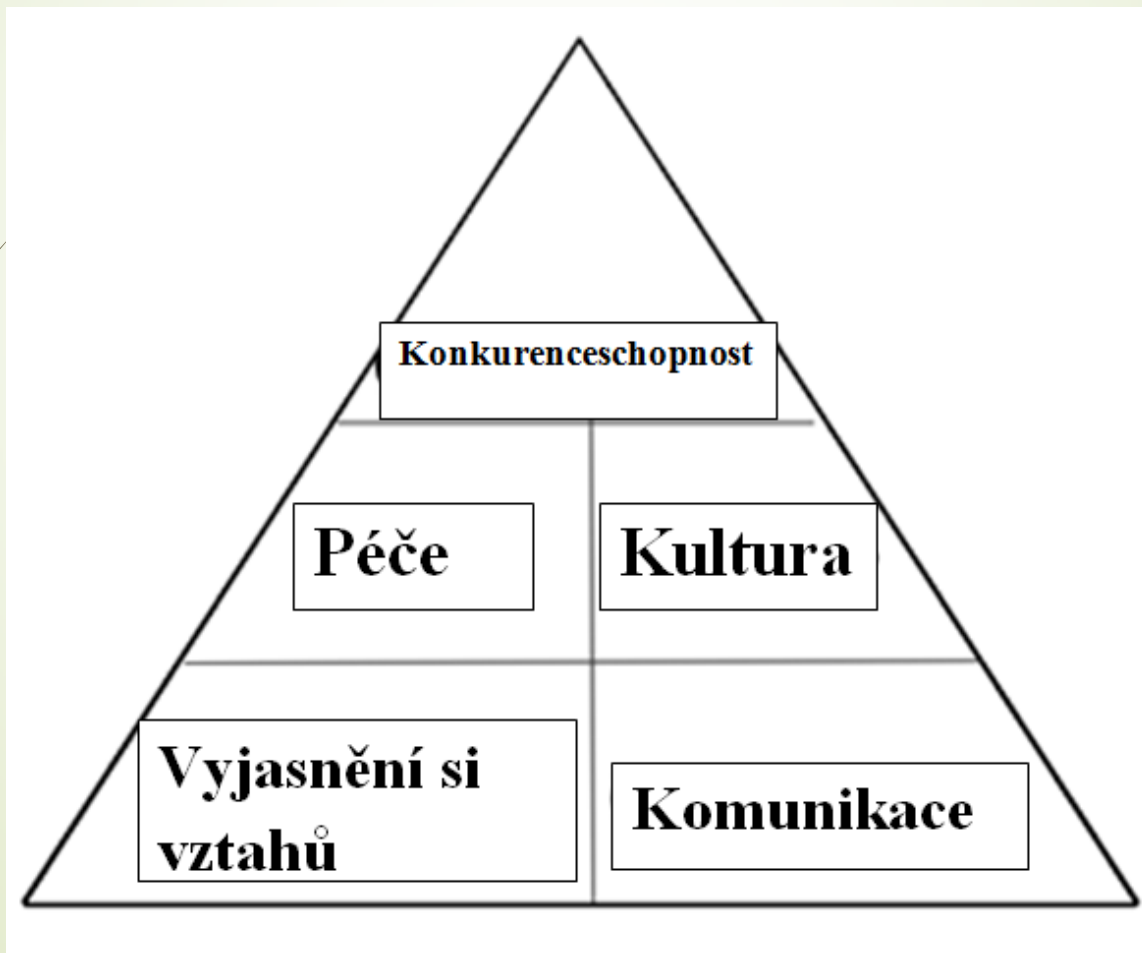 Konkurenceschopnost
Péče
Kultura
Vyjasnění si
vztahů
Komunikace